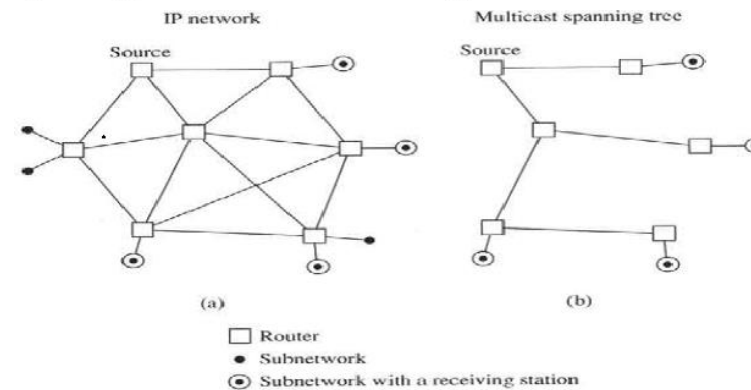 IP network
Multicast spanning tree
Source
Source
(a)
(b)
Router
Subnetwork
Subnetwork with a receiving station